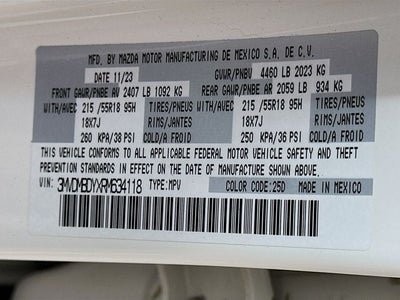 MFD. BY MAZDA MOTOR MANUFACTURING DE MEXICO S.A. DE C.V.
DATE 11/23 GVWR/PNBV 4460 LB 2023 KG
FRONT GAWR/PNBE AV 2407 LB 1092 KG REAR GAWR/PNBE AR 2059 LB 934 KG
WITH/AVEC 215 /55R18 95H TIRES/PNEUS WITH/AVEC 215 /55R18 95H TIRES/PNEUS
18X7J RIMS/JANTES 18X7J RIMS/JANTES
260 KPA/38 PSI COLD/A FROID 250 KPA/36 PSI COLD/A FROID
THIS VEHICLE CONFORMS TO ALL APPLICABLE FEDERAL MOTOR VEHICLE SAFETY AND THEFT
PREVENTION STANDARDS IN EFFECT ON THE DATE OF MANUFACTURE SHOWN ABOVE.
VIN: 3MVDMBDYXRM634118 TYPE: MPV COLOR CODE: 25D MADE IN MEXICO